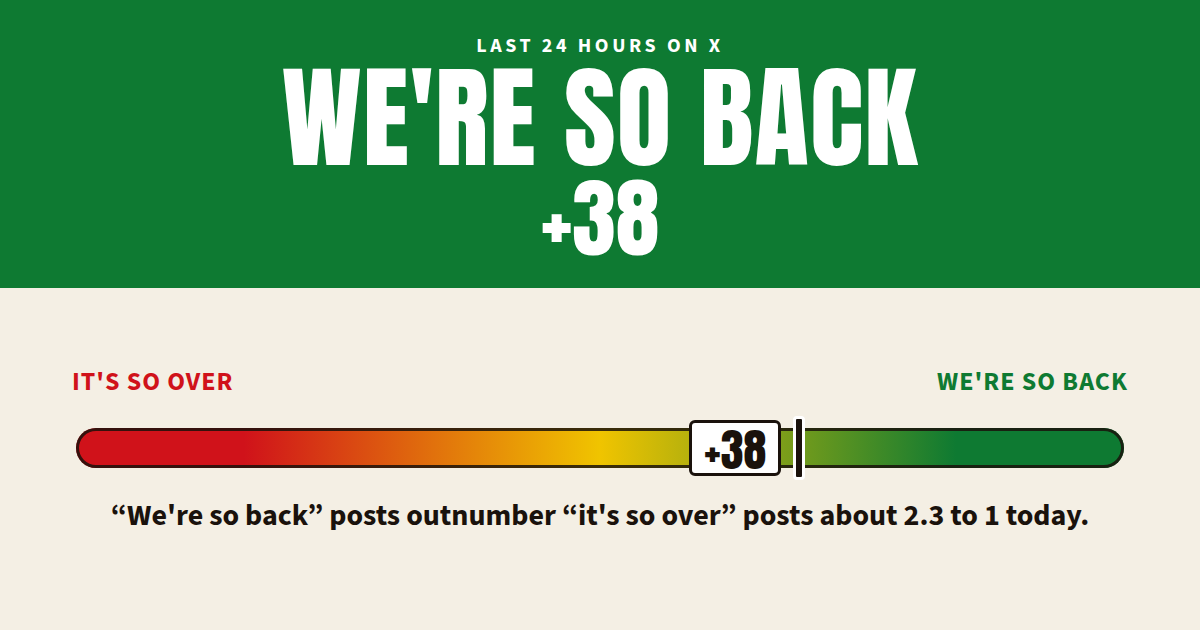 LAST 24 HOURS ON X
WE'RE SO BACK
+38
IT'S SO OVER
WE'RE SO BACK
+38
“We're so back” posts outnumber “it's so over” posts about 2.3 to 1 today.